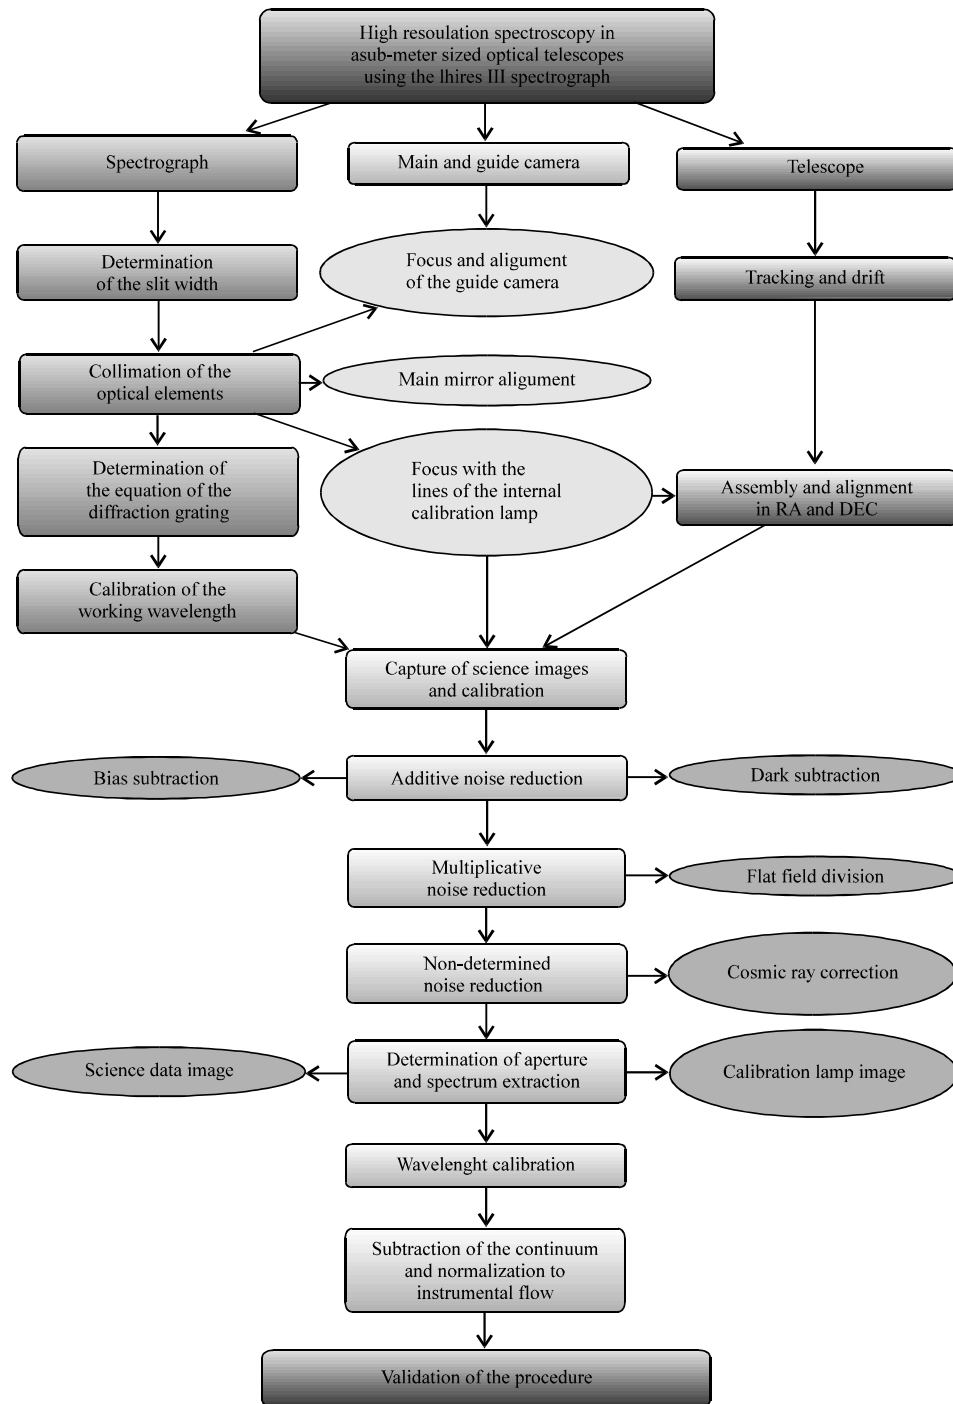 High resoulation spectroscopy in
asub-meter sized optical telescopes
using the lhires III spectrograph
Spectrograph
Main and guide camera
Telescope
Determination
of the slit width
Focus and alignment
of the guide camera
Tracking and drift
Collimation of the
optical elements
Main mirror aligument
Determination of
the equation of the
diffraction grating
Focus with the
lines of the internal
calibration lamp
Assembly and alignment
in RA and DEC
Calibration of the
working wavelength
Capture of science images
and calibration
Bias subtraction
Additive noise reduction
Dark subtraction
Multiplicative
noise reduction
Flat field division
Non-determined
noise reduction
Cosmic ray correction
Science data image
Determination of aperture
and spectrum extraction
Calibration lamp image
Wavelenght calibration
Subtraction of the continuum
and normalization to
instrumental flow
Validation of the procedure